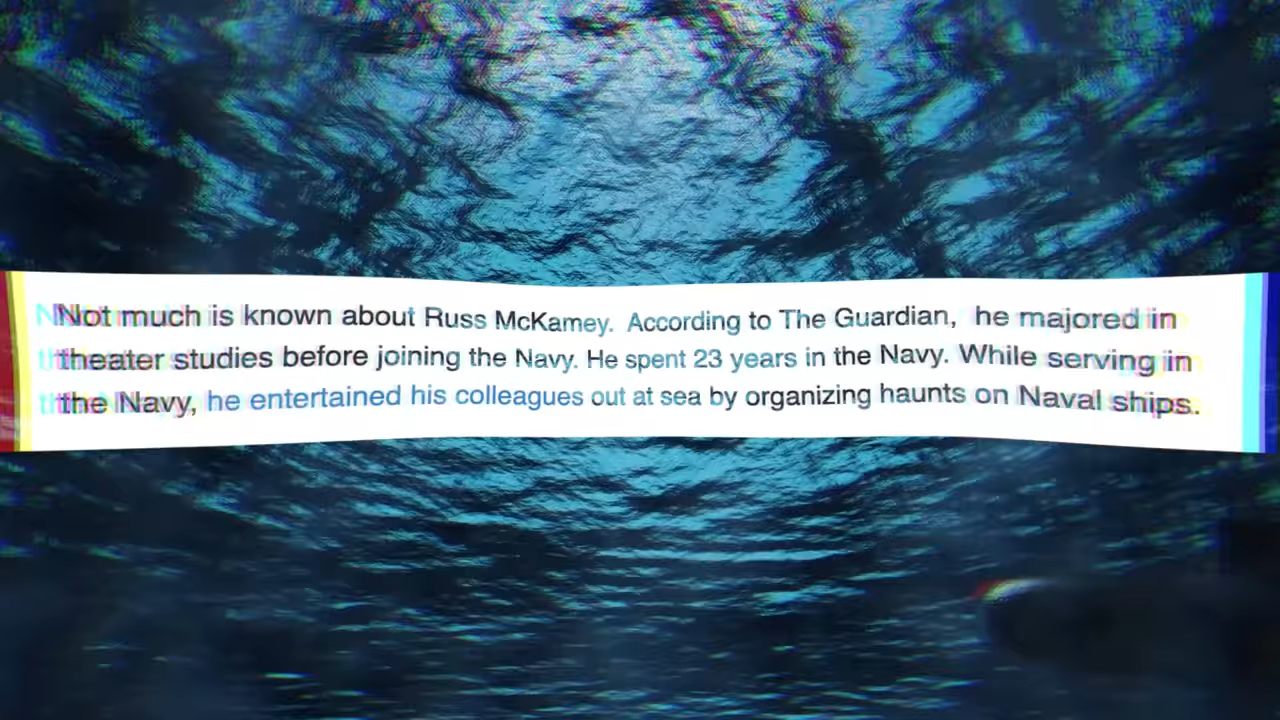 Not much is known about Russ McKamey. According to The Guardian, he majored in
theater studies before joining the Navy. He spent 23 years in the Navy. While serving in
the Navy, he entertained his colleagues out at sea by organizing haunts on Naval ships.